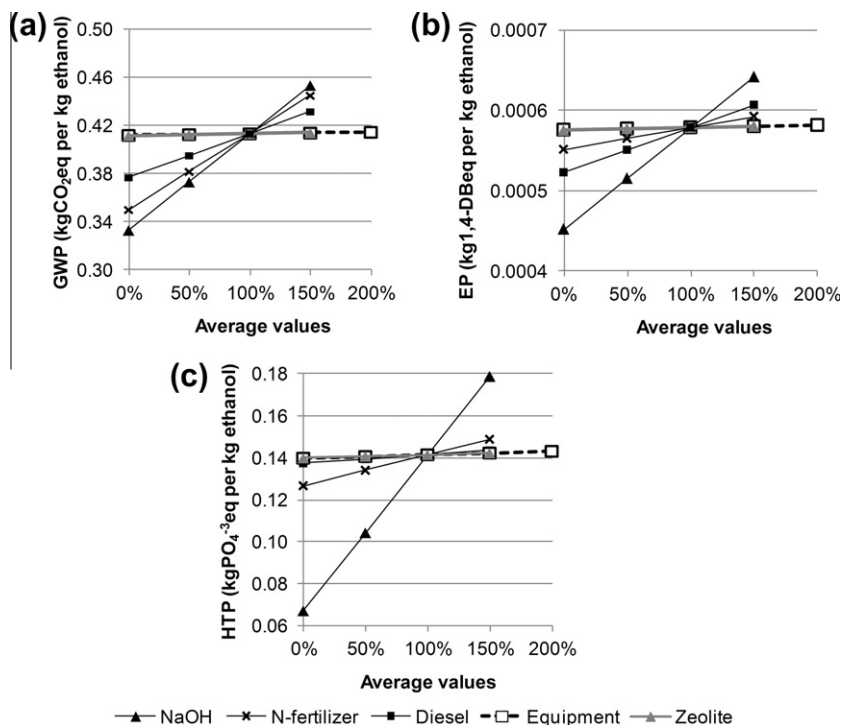 (a)
GWP (kgCO₂eq per kg ethanol)
0.50
0.46
0.42
0.38
0.34
0.30
0% 50% 100% 150% 200%
Average values
(b)
EP (kg1,4-DBeq per kg ethanol)
0.0007
0.0006
0.0005
0.0004
0% 50% 100% 150% 200%
Average values
(c)
HTP (kgPO₄⁻³eq per kg ethanol)
0.18
0.16
0.14
0.12
0.10
0.08
0.06
0% 50% 100% 150% 200%
Average values
NaOH N-fertilizer Diesel Equipment Zeolite